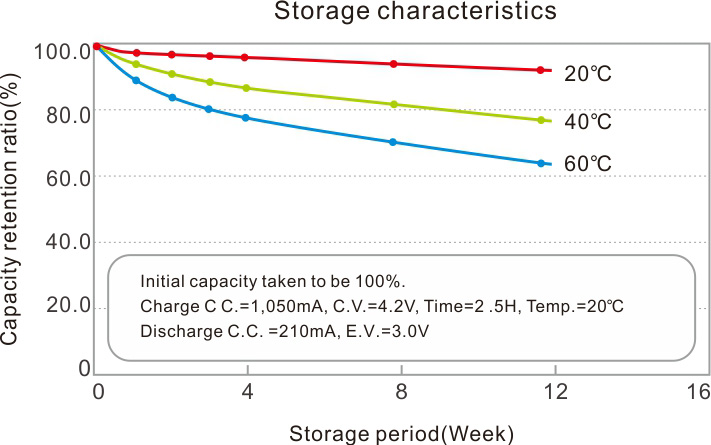 Storage characteristics
Capacity retention ratio(%)
100.0
80.0
60.0
40.0
20.0
0
20℃
40℃
60℃
Initial capacity taken to be 100%.
Charge C C.=1,050mA, C.V.=4.2V, Time=2 .5H, Temp.=20℃
Discharge C.C. =210mA, E.V.=3.0V
0 4 8 12 16
Storage period(Week)